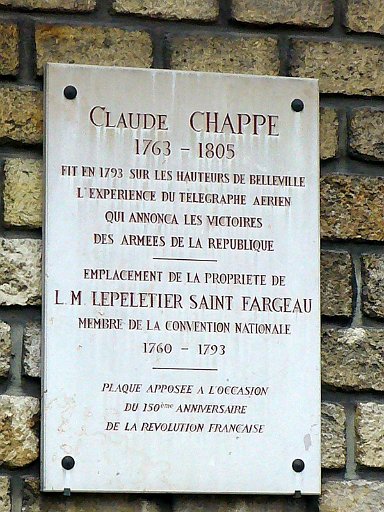 CLAUDE CHAPPE
1763 - 1805
FIT EN 1793 SUR LES HAUTEURS DE BELLEVILLE
L'EXPERIENCE DU TELEGRAPHE AERIEN
QUI ANNONCA LES VICTOIRES
DES ARMEES DE LA REPUBLIQUE
EMPLACEMENT DE LA PROPRIETE DE
L. M. LEPELETIER SAINT FARGEAU
MEMBRE DE LA CONVENTION NATIONALE
1760 - 1793
PLAQUE APPOSEE A L'OCCASION
DU 150ème ANNIVERSAIRE
DE LA REVOLUTION FRANCAISE